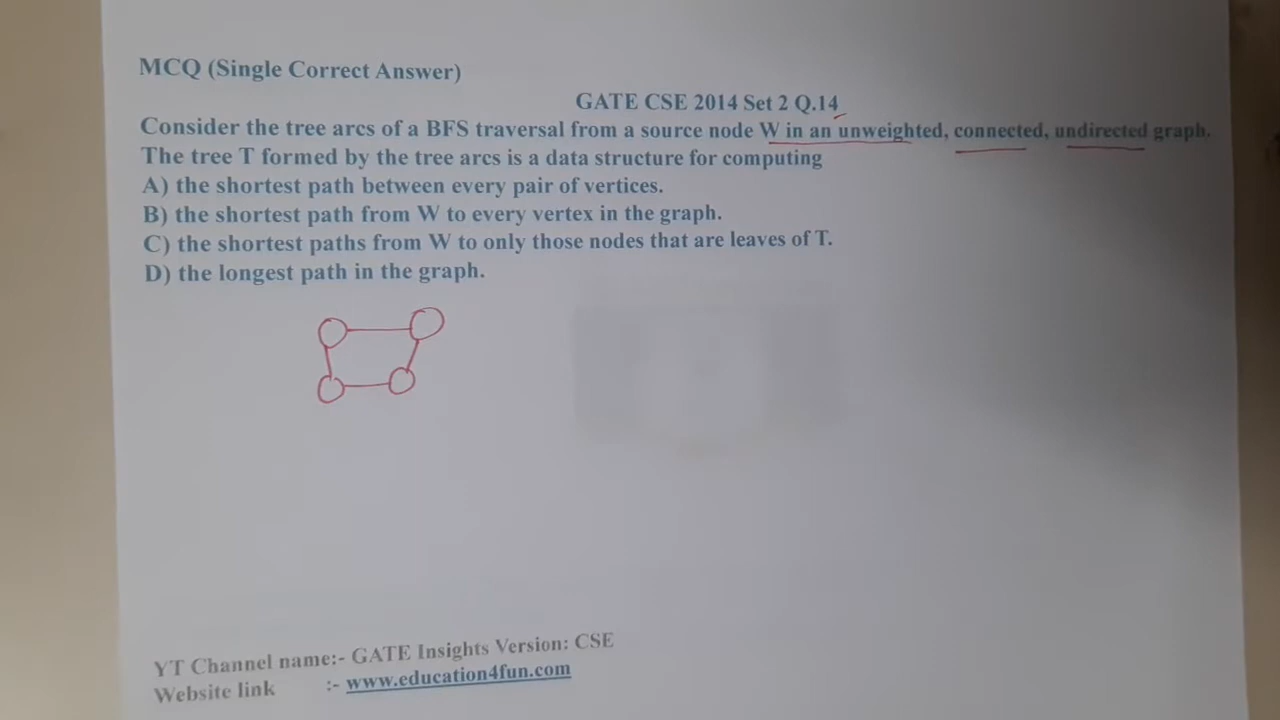 MCQ (Single Correct Answer)
GATE CSE 2014 Set 2 Q.14
Consider the tree arcs of a BFS traversal from a source node W in an unweighted, connected, undirected graph.
The tree T formed by the tree arcs is a data structure for computing
A) the shortest path between every pair of vertices.
B) the shortest path from W to every vertex in the graph.
C) the shortest paths from W to only those nodes that are leaves of T.
D) the longest path in the graph.
YT Channel name:- GATE Insights Version: CSE
Website link :- www.education4fun.com